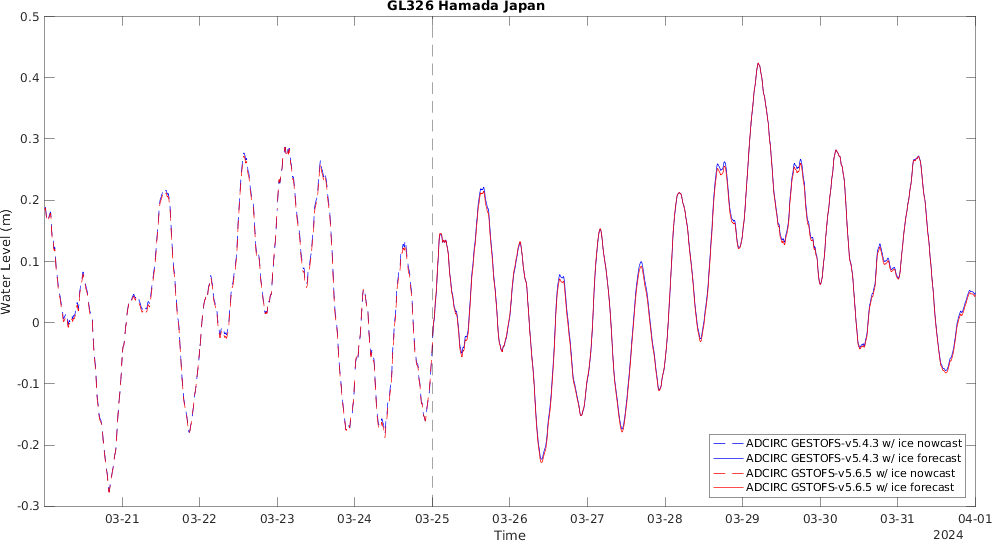 GL326 Hamada Japan
0.5
0.4
0.3
0.2
0.1
0
-0.1
-0.2
-0.3
Water Level (m)
ADCIRC GESTOFS-v5.4.3 w/ ice nowcast
ADCIRC GESTOFS-v5.4.3 w/ ice forecast
ADCIRC GSTOFS-v5.6.5 w/ ice nowcast
ADCIRC GSTOFS-v5.6.5 w/ ice forecast
03-21 03-22 03-23 03-24 03-25 03-26 03-27 03-28 03-29 03-30 03-31 04-01
Time
2024